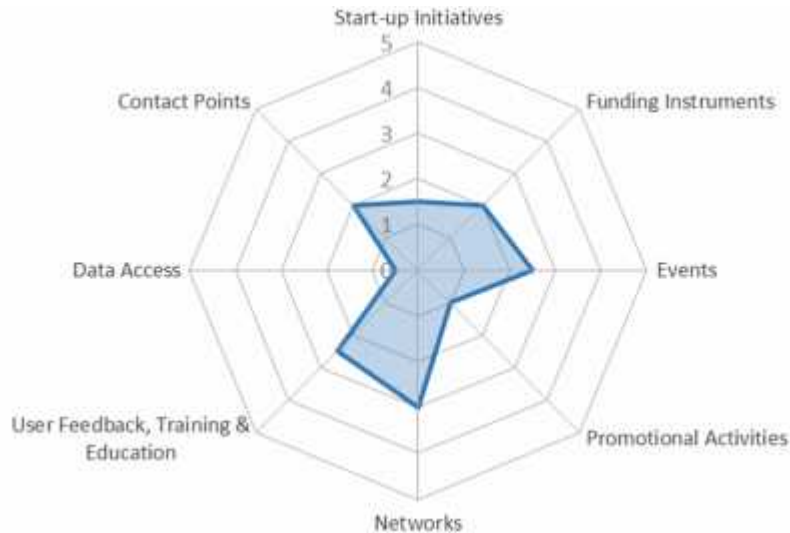 Start-up Initiatives
5
Contact Points
4
Funding Instruments
3
2
1
Data Access
0
Events
User Feedback, Training &
Education
Promotional Activities
Networks